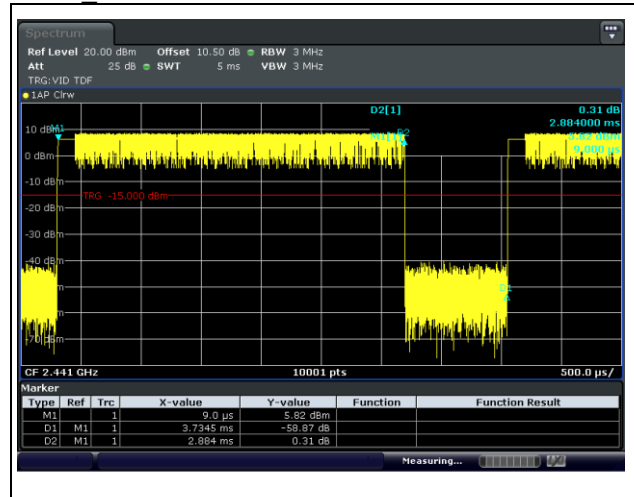 Spectrum
Ref Level 20.00 dBm Offset 10.50 dB RBW 3 MHz
Att 25 dB SWT 5 ms VBW 3 MHz
TRG:VID TDF
1AP Clrw
D2[1] 0.31 dB
2.884000 ms
10 dBm M1 D2
9.000 µs
0 dBm
-10 dBm
TRG -15.000 dBm
-20 dBm
-30 dBm
-40 dBm
D1
CF 2.441 GHz 10001 pts 500.0 µs/
Marker
Type Ref Trc X-value Y-value Function Function Result
M1 1 9.0 µs 5.82 dBm
D1 M1 1 3.7345 ms -58.87 dB
D2 M1 1 2.884 ms 0.31 dB
Measuring...